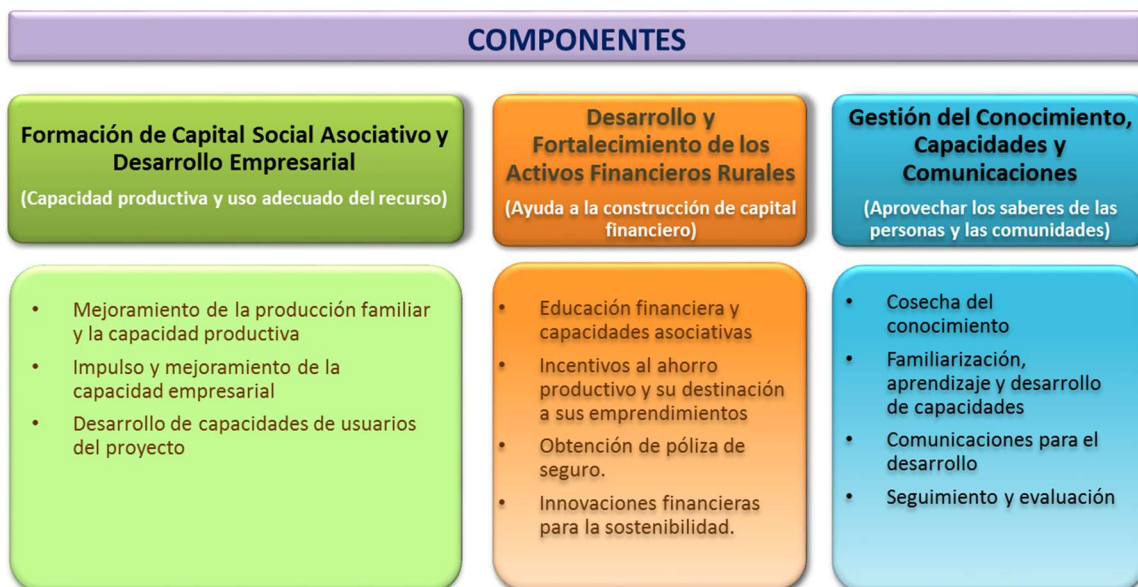 COMPONENTES
Formación de Capital Social Asociativo y
Desarrollo Empresarial
(Capacidad productiva y uso adecuado del recurso)
• Mejoramiento de la producción familiar
y la capacidad productiva
• Impulso y mejoramiento de la
capacidad empresarial
• Desarrollo de capacidades de usuarios
del proyecto
Desarrollo y
Fortalecimiento de los
Activos Financieros Rurales
(Ayuda a la construcción de capital
financiero)
• Educación financiera y
capacidades asociativas
• Incentivos al ahorro
productivo y su destinación
a sus emprendimientos
• Obtención de póliza de
seguro.
• Innovaciones financieras
para la sostenibilidad.
Gestión del Conocimiento,
Capacidades y
Comunicaciones
(Aprovechar los saberes de las
personas y las comunidades)
• Cosecha del
conocimiento
• Familiarización,
aprendizaje y desarrollo
de capacidades
• Comunicaciones para el
desarrollo
• Seguimiento y evaluación